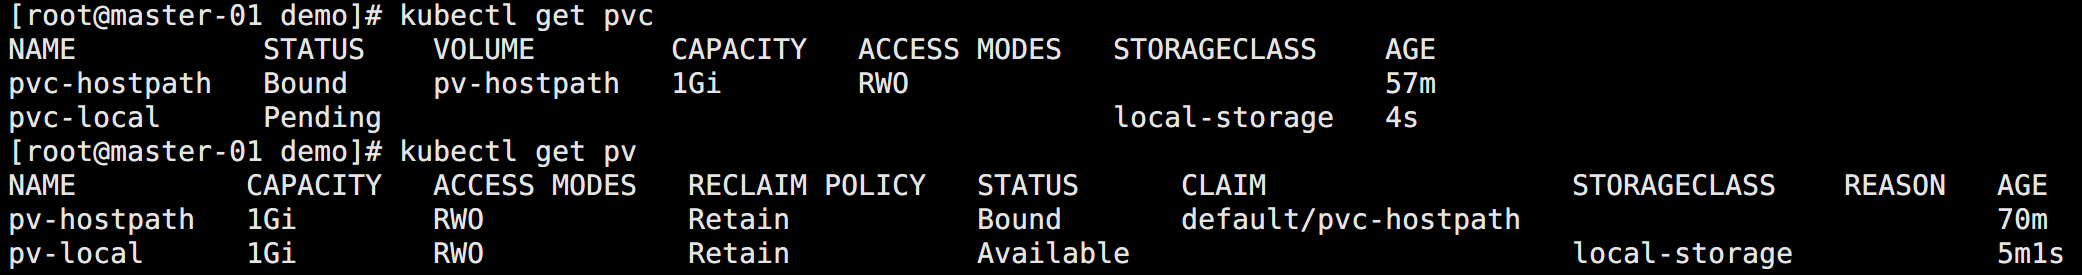 [root@master-01 demo]# kubectl get pvc
NAME            STATUS    VOLUME        CAPACITY   ACCESS MODES   STORAGECLASS    AGE
pvc-hostpath   Bound     pv-hostpath   1Gi        RWO                            57m
pvc-local      Pending                                           local-storage   4s
[root@master-01 demo]# kubectl get pv
NAME          CAPACITY   ACCESS MODES   RECLAIM POLICY   STATUS      CLAIM                  STORAGECLASS    REASON   AGE
pv-hostpath   1Gi        RWO            Retain           Bound       default/pvc-hostpath                            70m
pv-local      1Gi        RWO            Retain           Available                          local-storage            5m1s